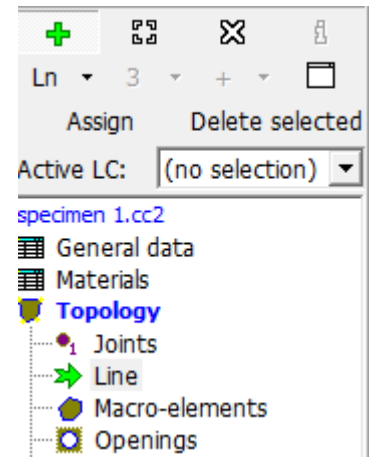 Ln 3 +
Assign Delete selected
Active LC: (no selection)
specimen 1.cc2
General data
Materials
Topology
1 Joints
Line
Macro-elements
Openings